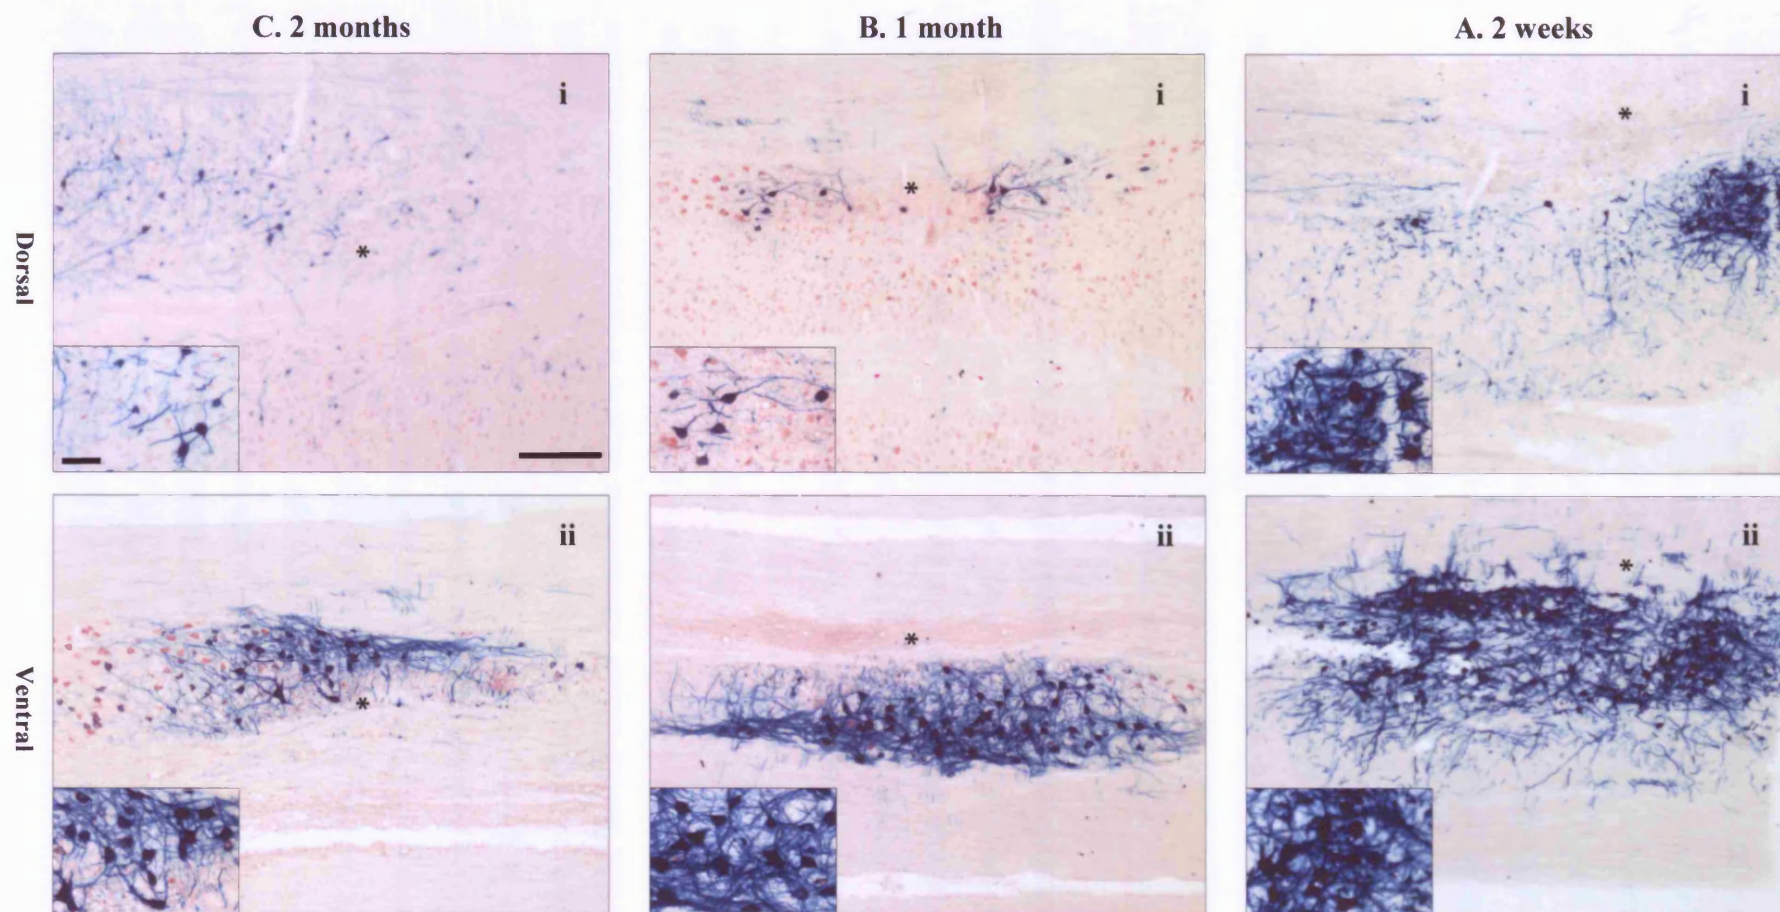 C. 2 months
B. 1 month
A. 2 weeks
Dorsal
i
*
i
*
i
*
Ventral
ii
*
ii
*
ii
*